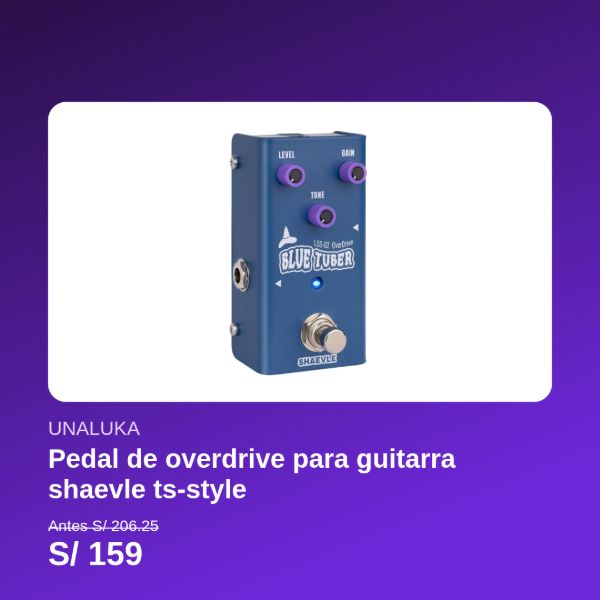 LEVEL
GAIN
TONE
LSS-02 OverDrive
BLUE TUBER
SHAEVLE
UNALUKA
Pedal de overdrive para guitarra
shaevle ts-style
Antes S/ 206.25
S/ 159